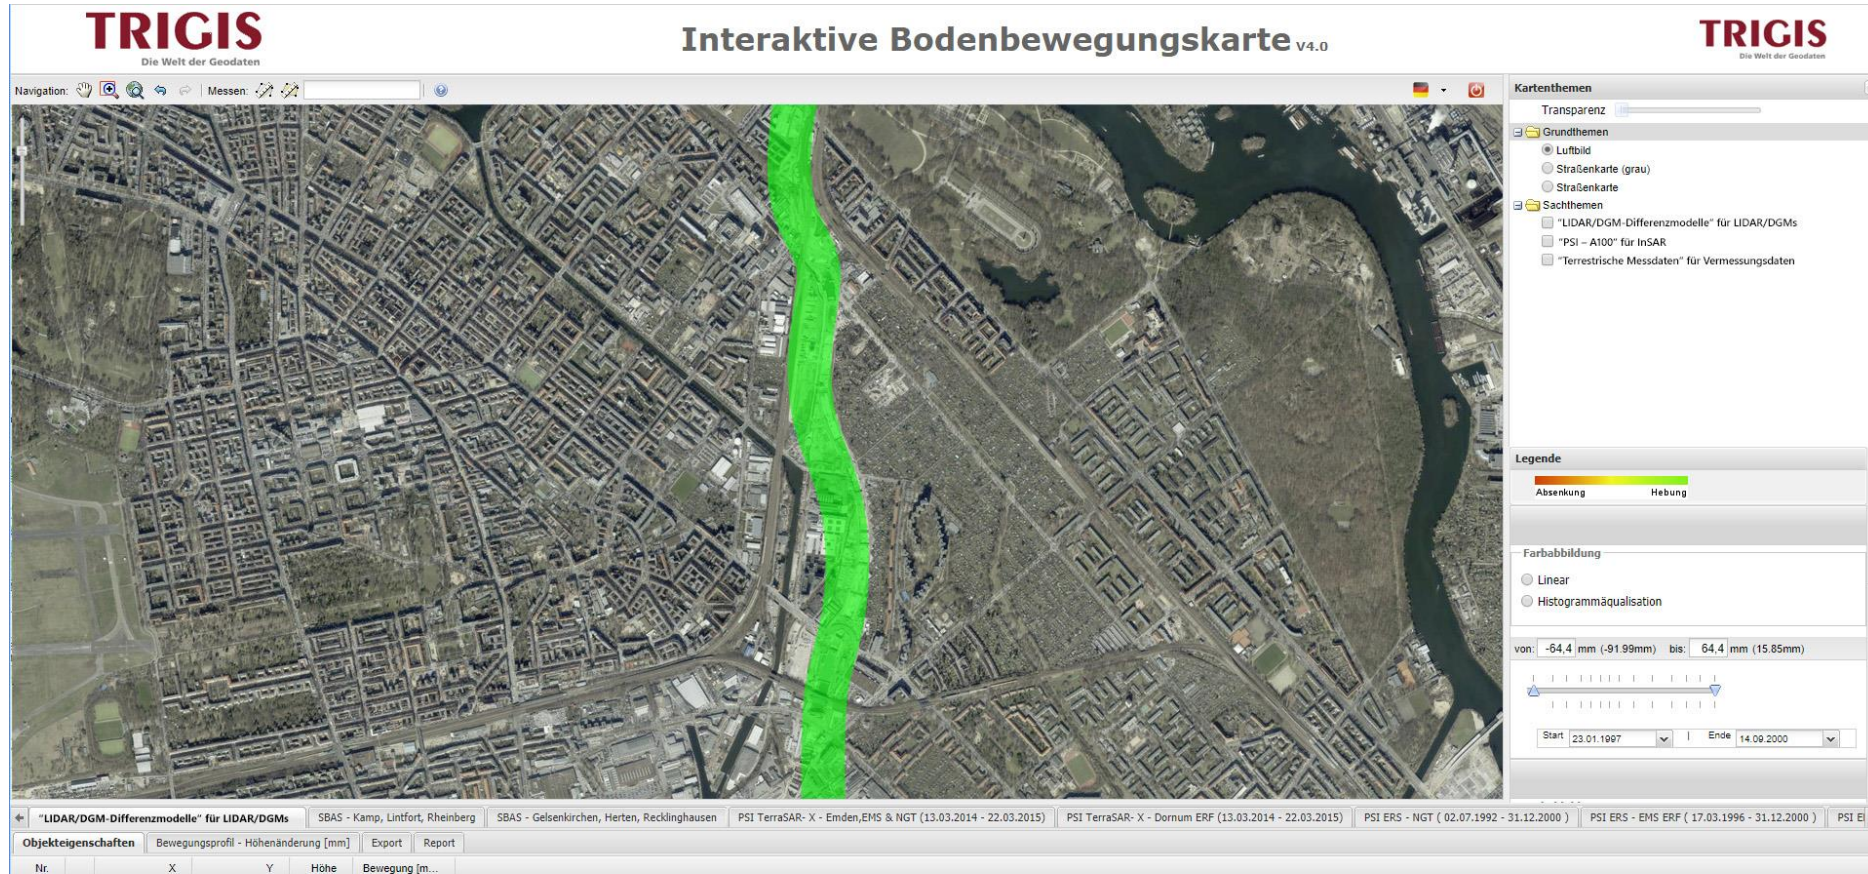 TRIGIS
Die Welt der Geodaten
Interaktive Bodenbewegungskarte V4.0
TRIGIS
Die Welt der Geodaten
Navigation:
Messen:
Kartenthemen
Transparenz
Grundthemen
Luftbild
Straßenkarte (grau)
Straßenkarte
Sachthemen
"LIDAR/DGM-Differenzmodelle" für LIDAR/DGMs
"PSI – A100" für InSAR
"Terrestrische Messdaten" für Vermessungsdaten
Legende
Absenkung Hebung
Farbabbildung
Linear
Histogrammäqualisation
von: -64,4 mm (-91.99mm) bis: 64,4 mm (15.85mm)
Start 23.01.1997 | Ende 14.09.2000
"LIDAR/DGM-Differenzmodelle" für LIDAR/DGMs SBAS - Kamp, Lintfort, Rheinberg SBAS - Gelsenkirchen, Herten, Recklinghausen PSI TerraSAR- X - Emden,EMS & NGT (13.03.2014 - 22.03.2015) PSI TerraSAR- X - Dornum ERF (13.03.2014 - 22.03.2015) PSI ERS - NGT ( 02.07.1992 - 31.12.2000 ) PSI ERS - EMS ERF ( 17.03.1996 - 31.12.2000 ) PSI
Objekteigenschaften Bewegungsprofil - Höhenänderung [mm] Export Report
Nr. X Y Höhe Bewegung [m...